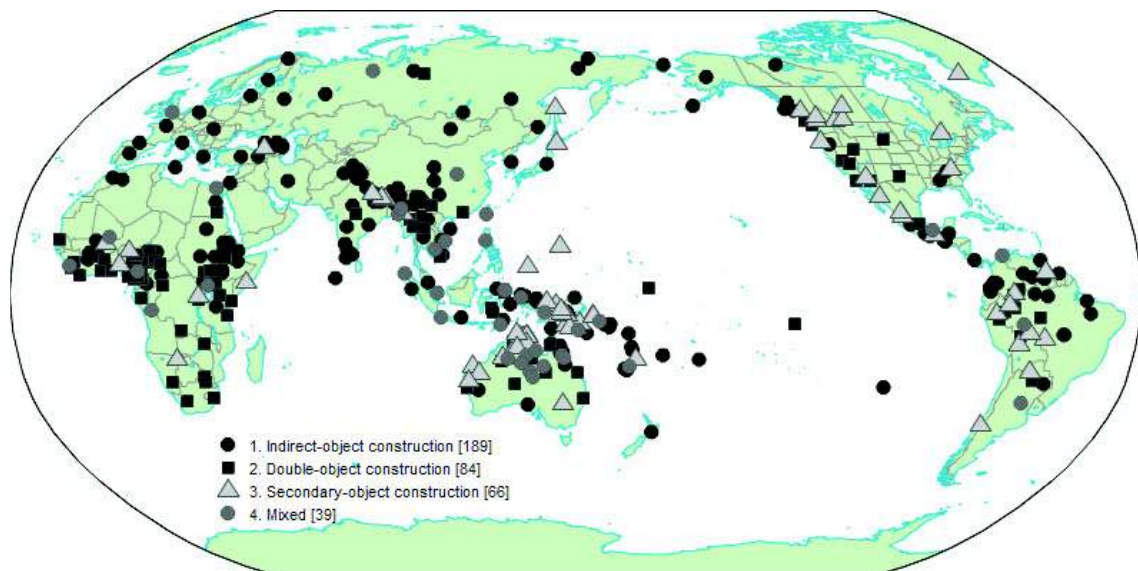 1. Indirect-object construction [189]
2. Double-object construction [84]
3. Secondary-object construction [66]
4. Mixed [39]